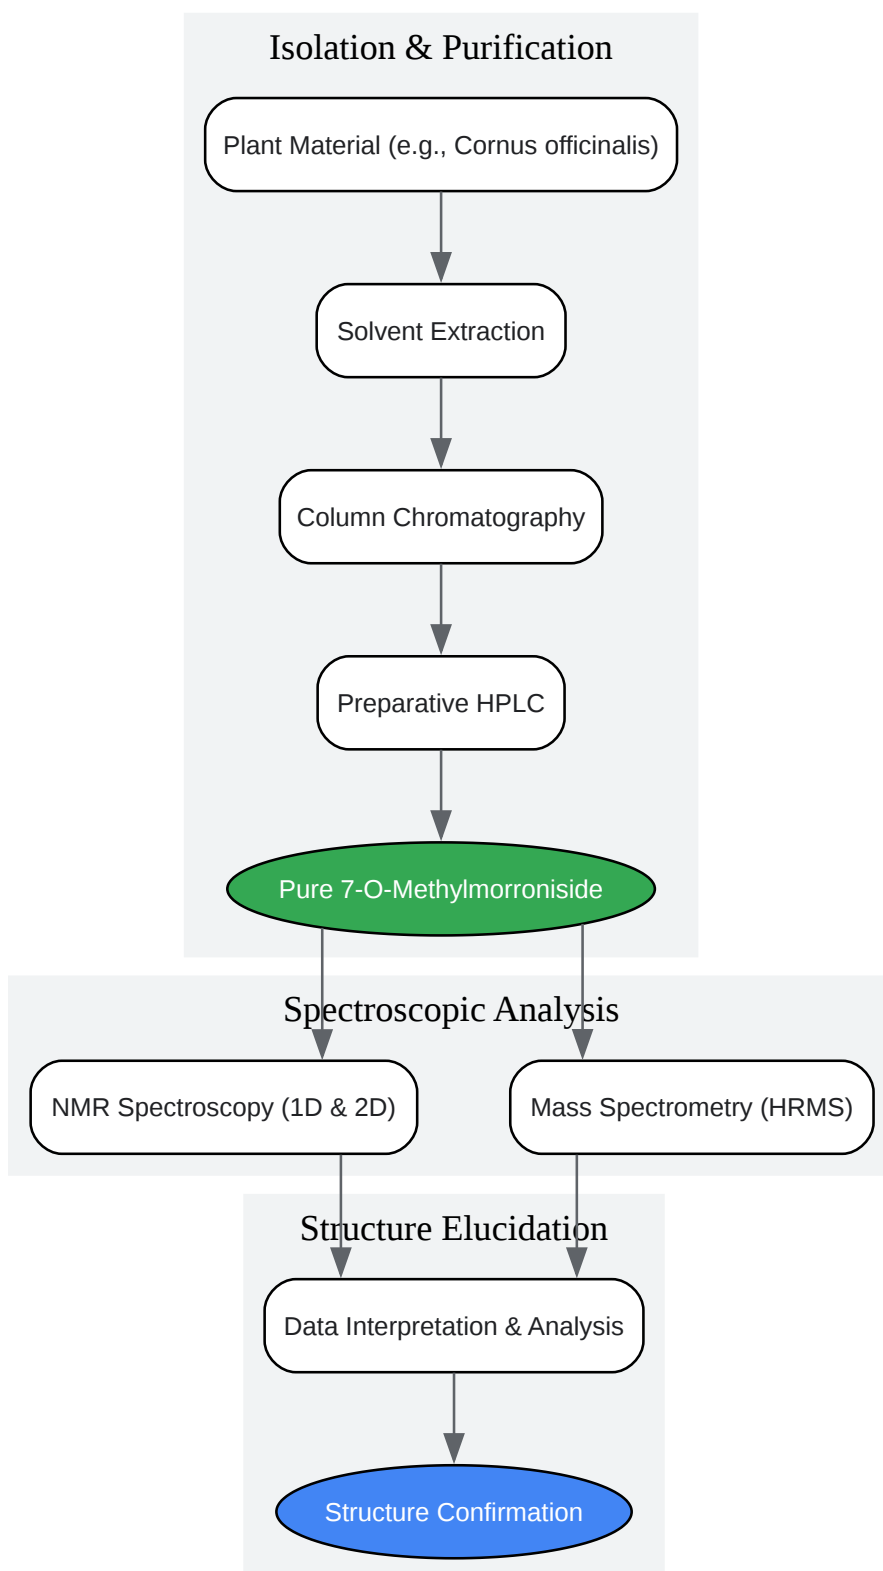 Isolation & Purification
Plant Material (e.g., Cornus officinalis)
Solvent Extraction
Column Chromatography
Preparative HPLC
Pure 7-O-Methylmorroniside
Spectroscopic Analysis
NMR Spectroscopy (1D & 2D)
Mass Spectrometry (HRMS)
Structure Elucidation
Data Interpretation & Analysis
Structure Confirmation